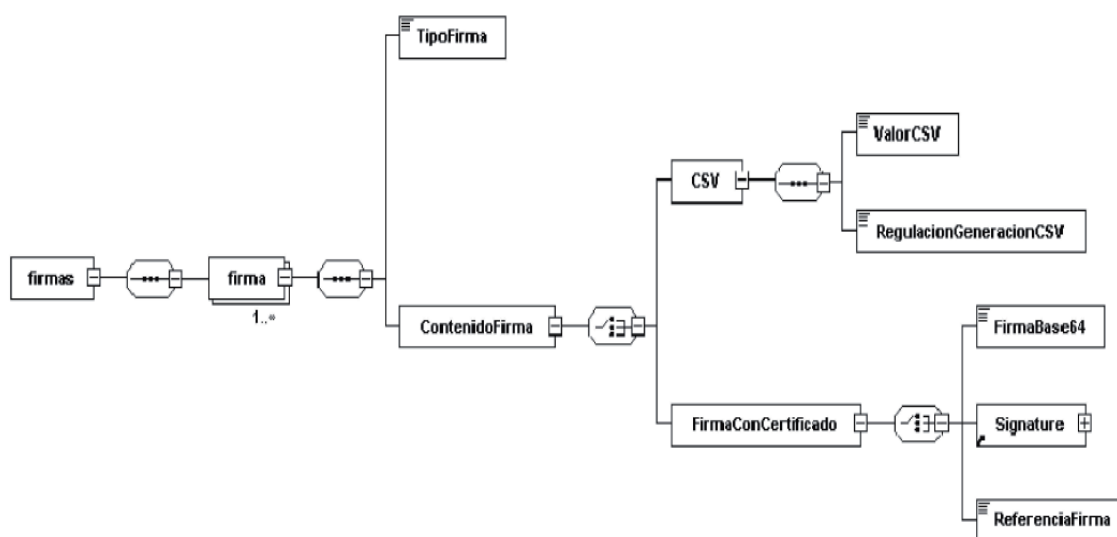 TipoFirma
ValorCSV
CSV
RegulacionGeneracionCSV
firmas
firma
1..∞
ContenidoFirma
FirmaBase64
FirmaConCertificado
Signature
ReferenciaFirma